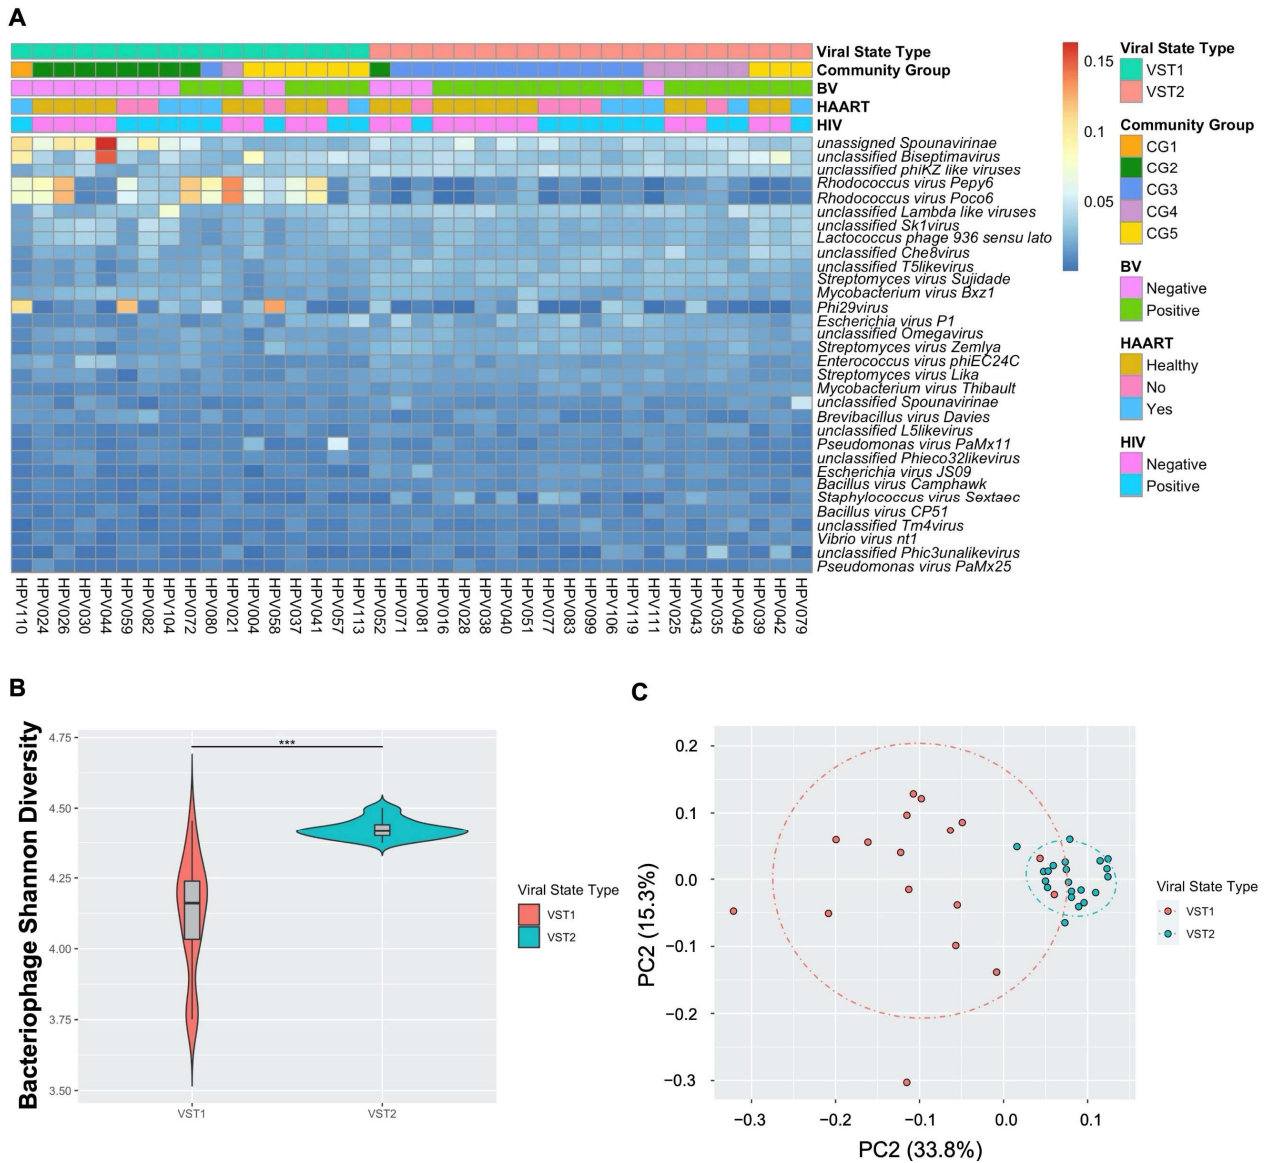 A
Viral State Type
Community Group
BV
HAART
HIV
unassigned Spounavirinae
unclassified Biseptimavirus
unclassified phiKZ like viruses
Rhodococcus virus Pepy6
Rhodococcus virus Poco6
unclassified Lambda like viruses
unclassified Sk1virus
Lactococcus phage 936 sensu lato
unclassified Che8virus
unclassified T5likevirus
Streptomyces virus Sujidade
Mycobacterium virus Bxz1
Phi29virus
Escherichia virus P1
unclassified Omegavirus
Streptomyces virus Zemlya
Enterococcus virus phiEC24C
Streptomyces virus Lika
Mycobacterium virus Thibault
unclassified Spounavirinae
Brevibacillus virus Davies
unclassified L5likevirus
Pseudomonas virus PaMx11
unclassified Phieco32likevirus
Escherichia virus JS09
Bacillus virus Camphawk
Staphylococcus virus Sextaec
Bacillus virus CP51
unclassified Tm4virus
Vibrio virus nt1
unclassified Phic3unalikevirus
Pseudomonas virus PaMx25
HPV110
HPV024
HPV026
HPV030
HPV044
HPV059
HPV082
HPV104
HPV072
HPV080
HPV021
HPV004
HPV058
HPV037
HPV041
HPV057
HPV113
HPV052
HPV071
HPV081
HPV016
HPV028
HPV038
HPV040
HPV051
HPV077
HPV083
HPV099
HPV106
HPV119
HPV111
HPV025
HPV043
HPV035
HPV049
HPV039
HPV042
HPV079
0.15
0.1
0.05
Viral State Type
VST1
VST2
Community Group
CG1
CG2
CG3
CG4
CG5
BV
Negative
Positive
HAART
Healthy
No
Yes
HIV
Negative
Positive
B
Bacteriophage Shannon Diversity
4.75
4.50
4.25
4.00
3.75
3.50
***
VST1
VST2
Viral State Type
VST1
VST2
C
PC2 (15.3%)
0.2
0.1
0.0
−0.1
−0.2
−0.3
−0.3
−0.2
−0.1
0.0
0.1
PC2 (33.8%)
Viral State Type
VST1
VST2